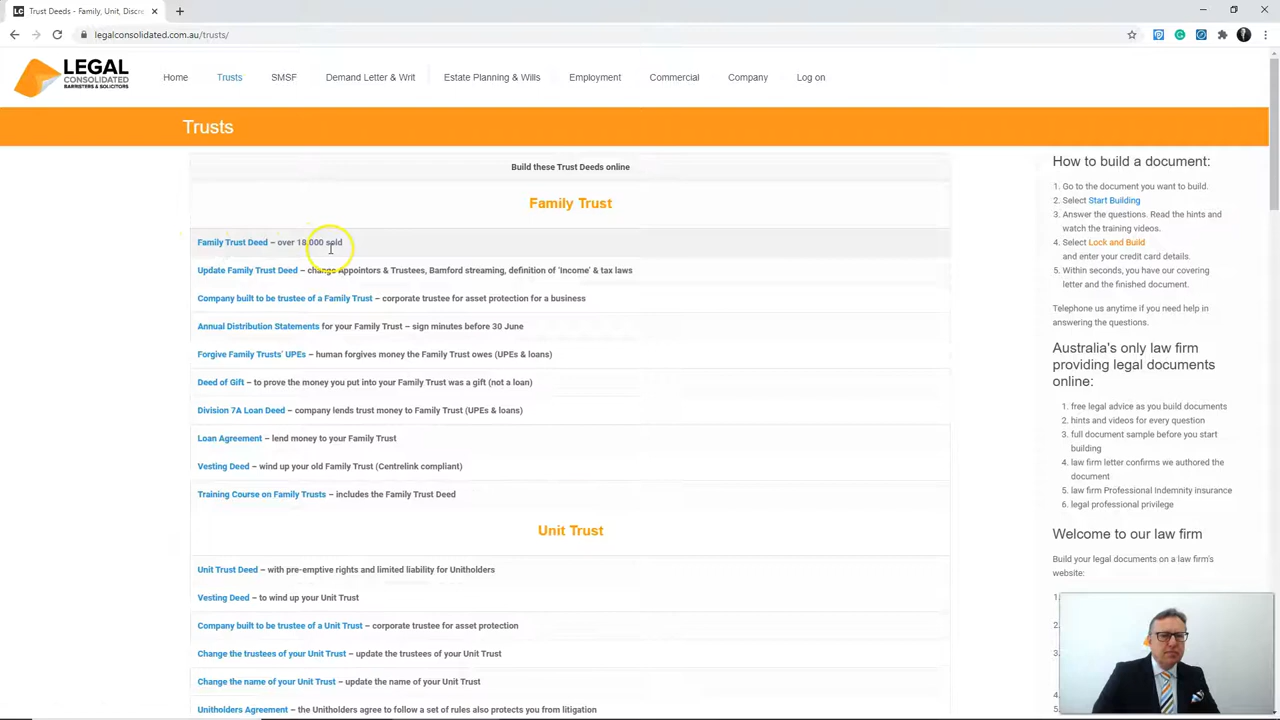 LC Trust Deeds - Family, Unit, Discre
legalconsolidated.com.au/trusts/
LEGAL
CONSOLIDATED
BARRISTERS & SOLICITORS
Home Trusts SMSF Demand Letter & Writ Estate Planning & Wills Employment Commercial Company Log on
Trusts
Build these Trust Deeds online
Family Trust
Family Trust Deed – over 18,000 sold
Update Family Trust Deed – change Appointors & Trustees, Bamford streaming, definition of 'Income' & tax laws
Company built to be trustee of a Family Trust – corporate trustee for asset protection for a business
Annual Distribution Statements for your Family Trust – sign minutes before 30 June
Forgive Family Trusts' UPEs – human forgives money the Family Trust owes (UPEs & loans)
Deed of Gift – to prove the money you put into your Family Trust was a gift (not a loan)
Division 7A Loan Deed – company lends trust money to Family Trust (UPEs & loans)
Loan Agreement – lend money to your Family Trust
Vesting Deed – wind up your old Family Trust (Centrelink compliant)
Training Course on Family Trusts – includes the Family Trust Deed
Unit Trust
Unit Trust Deed – with pre-emptive rights and limited liability for Unitholders
Vesting Deed – to wind up your Unit Trust
Company built to be trustee of a Unit Trust – corporate trustee for asset protection
Change the trustees of your Unit Trust – update the trustees of your Unit Trust
Change the name of your Unit Trust – update the name of your Unit Trust
Unitholders Agreement – the Unitholders agree to follow a set of rules also protects you from litigation
How to build a document:
1. Go to the document you want to build.
2. Select Start Building
3. Answer the questions. Read the hints and
watch the training videos.
4. Select Lock and Build
and enter your credit card details.
5. Within seconds, you have our covering
letter and the finished document.
Telephone us anytime if you need help in
answering the questions.
Australia's only law firm
providing legal documents
online:
1. free legal advice as you build documents
2. hints and videos for every question
3. full document sample before you start
building
4. law firm letter confirms we authored the
document
5. law firm Professional Indemnity insurance
6. legal professional privilege
Welcome to our law firm
Build your legal documents on a law firm's
website: